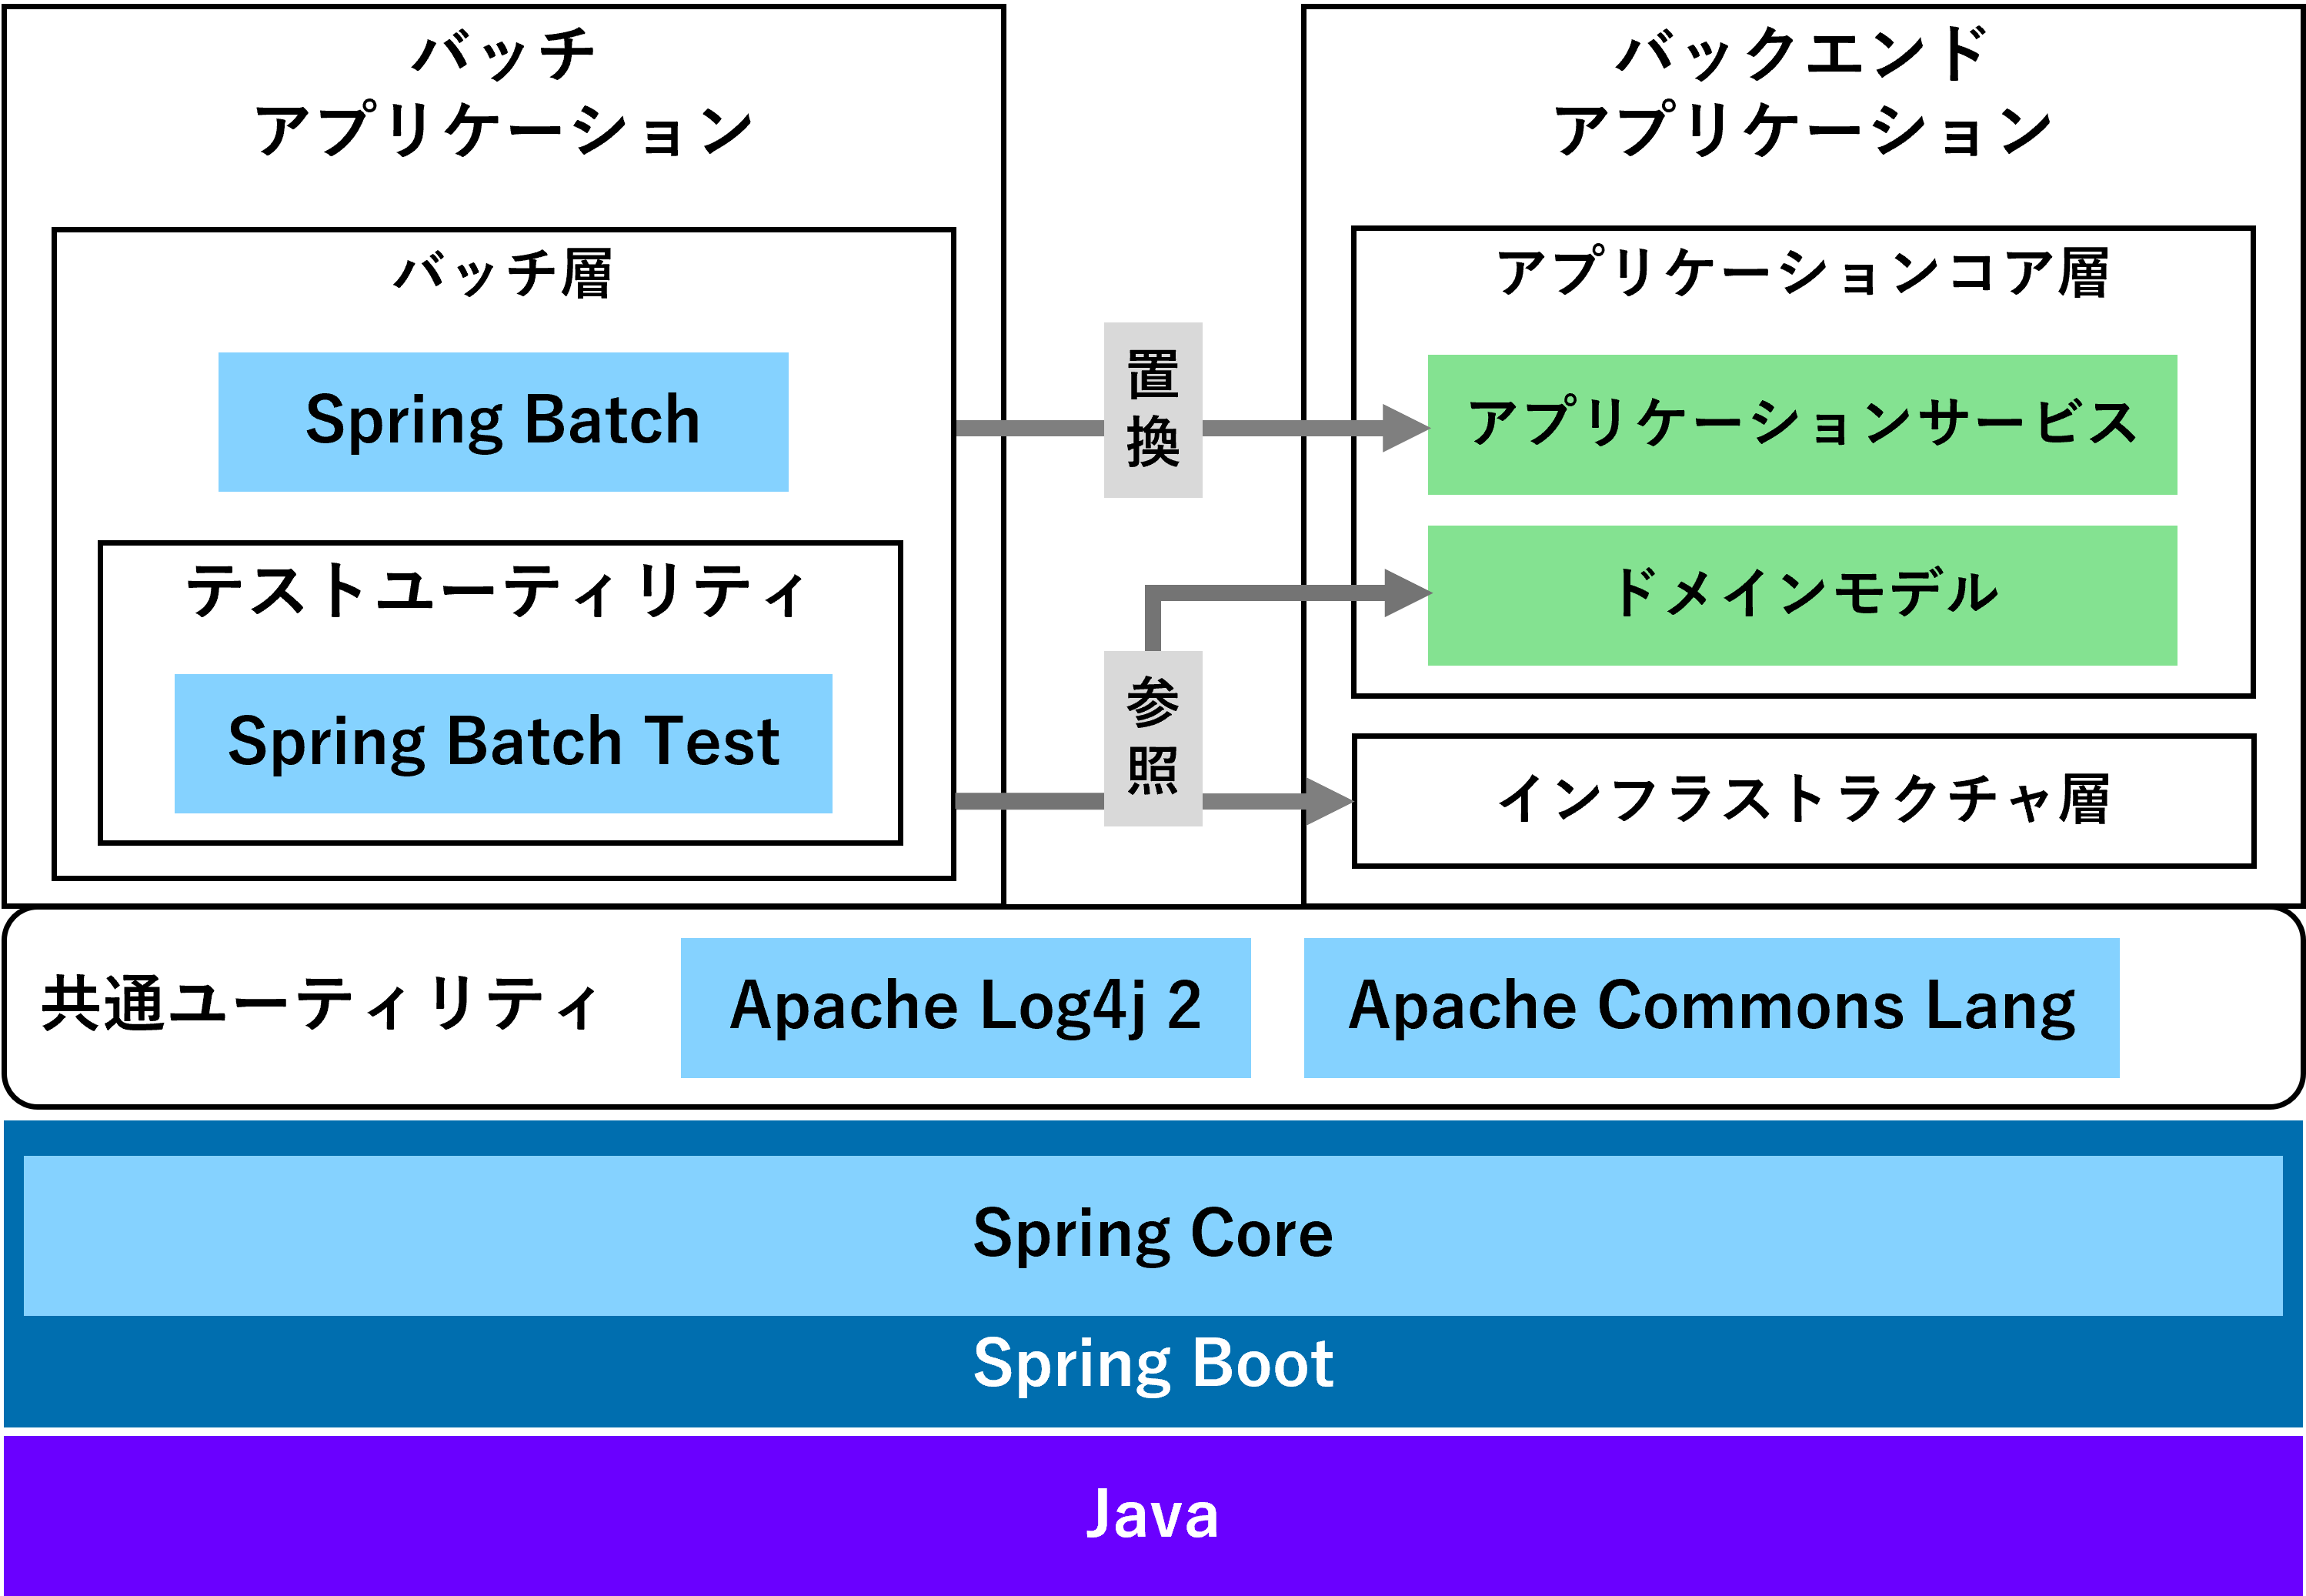 バッチ
アプリケーション
バッチ層
Spring Batch
テストユーティリティ
Spring Batch Test
置
換
参
照
バックエンド
アプリケーション
アプリケーションコア層
アプリケーションサービス
ドメインモデル
インフラストラクチャ層
共通ユーティリティ
Apache Log4j 2
Apache Commons Lang
Spring Core
Spring Boot
Java